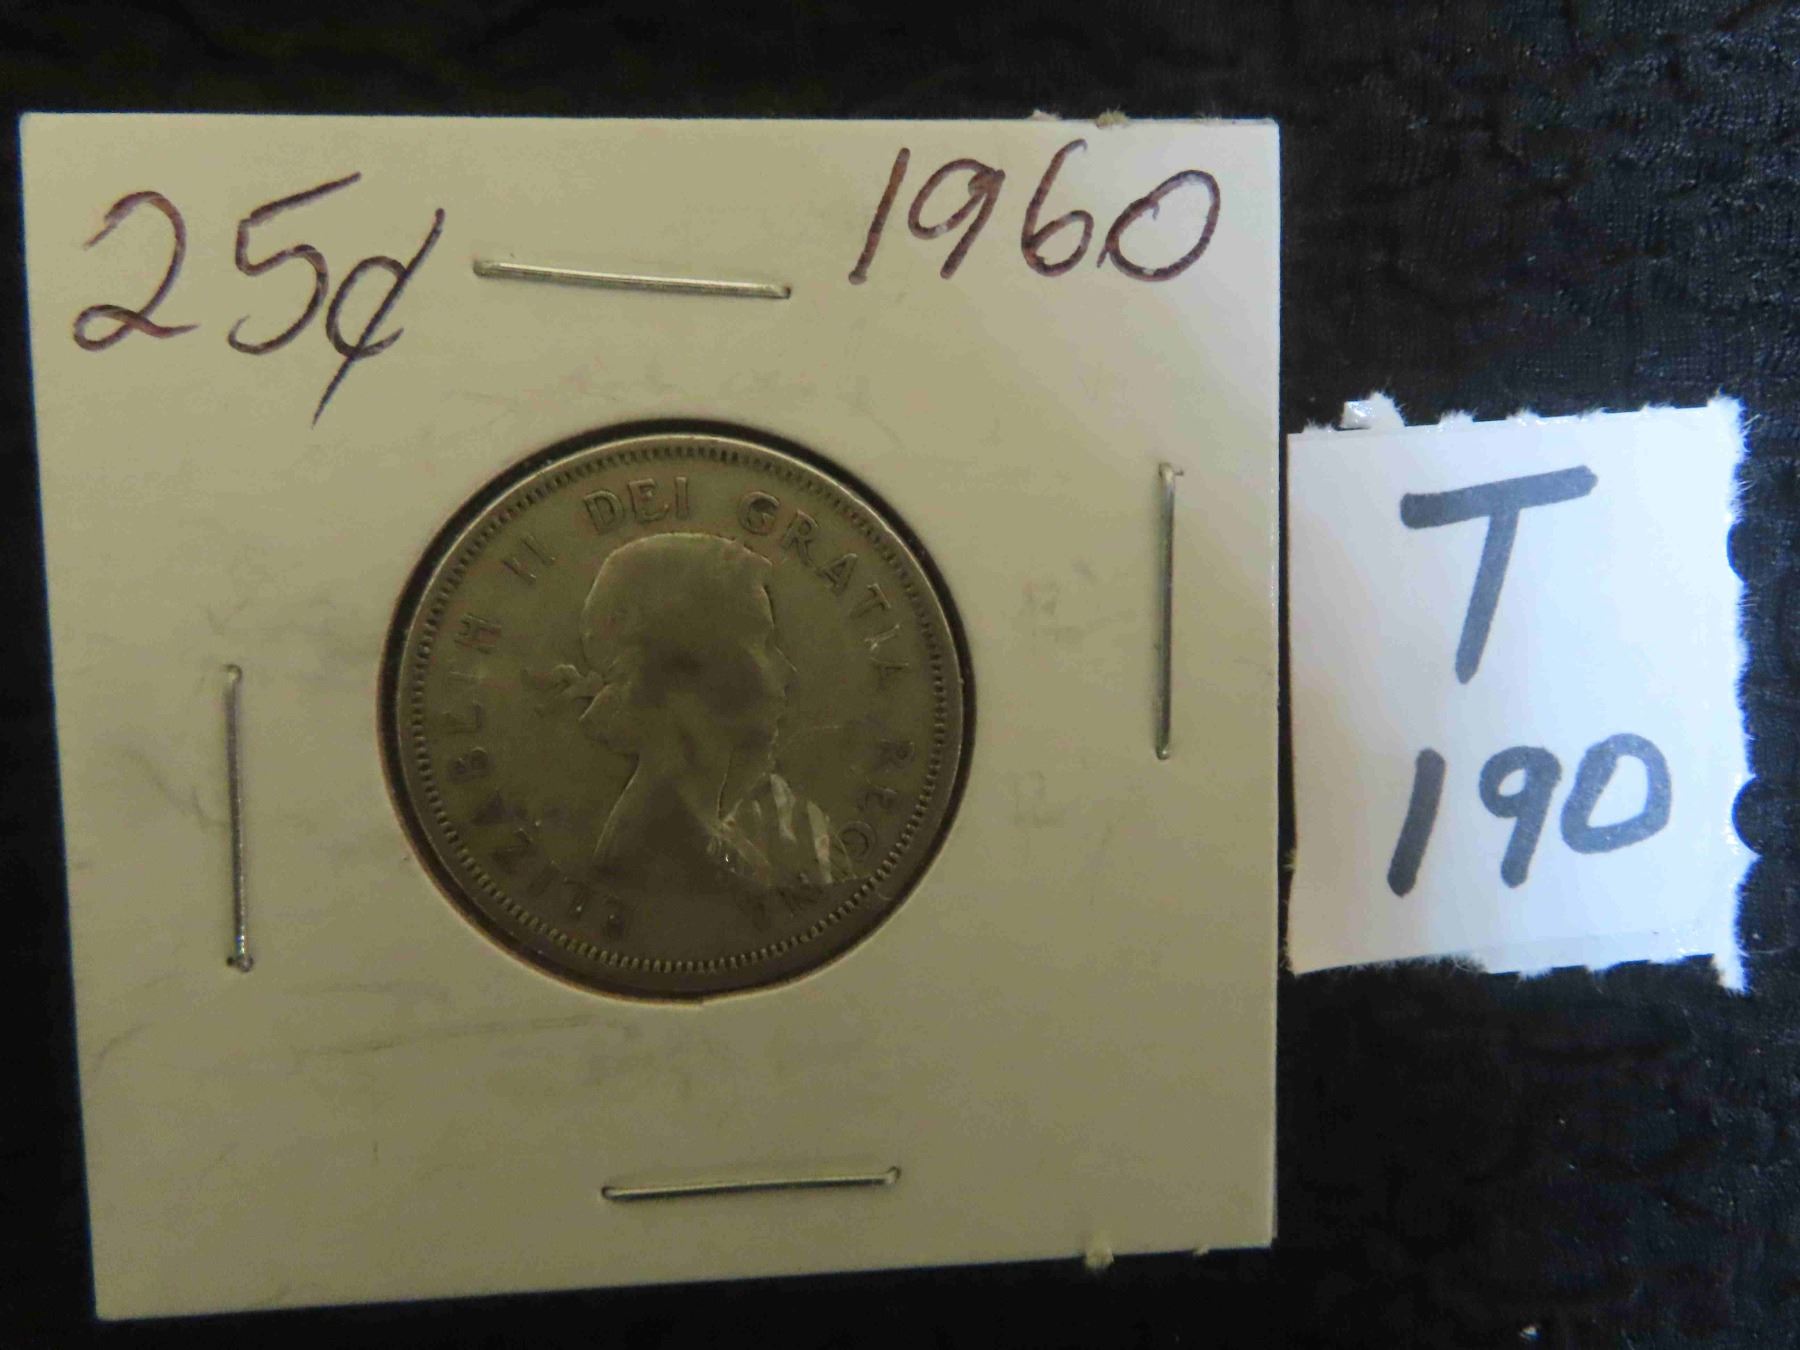 25¢ 1960
ELIZABETH II DEI GRATIA REGINA
T
190